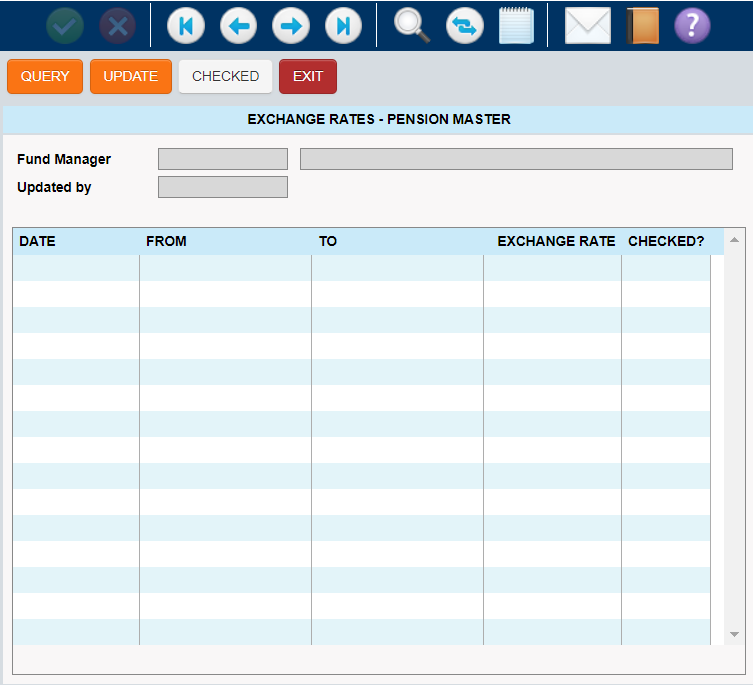 ?
QUERY UPDATE CHECKED EXIT
EXCHANGE RATES - PENSION MASTER
Fund Manager
Updated by
DATE FROM TO EXCHANGE RATE CHECKED?